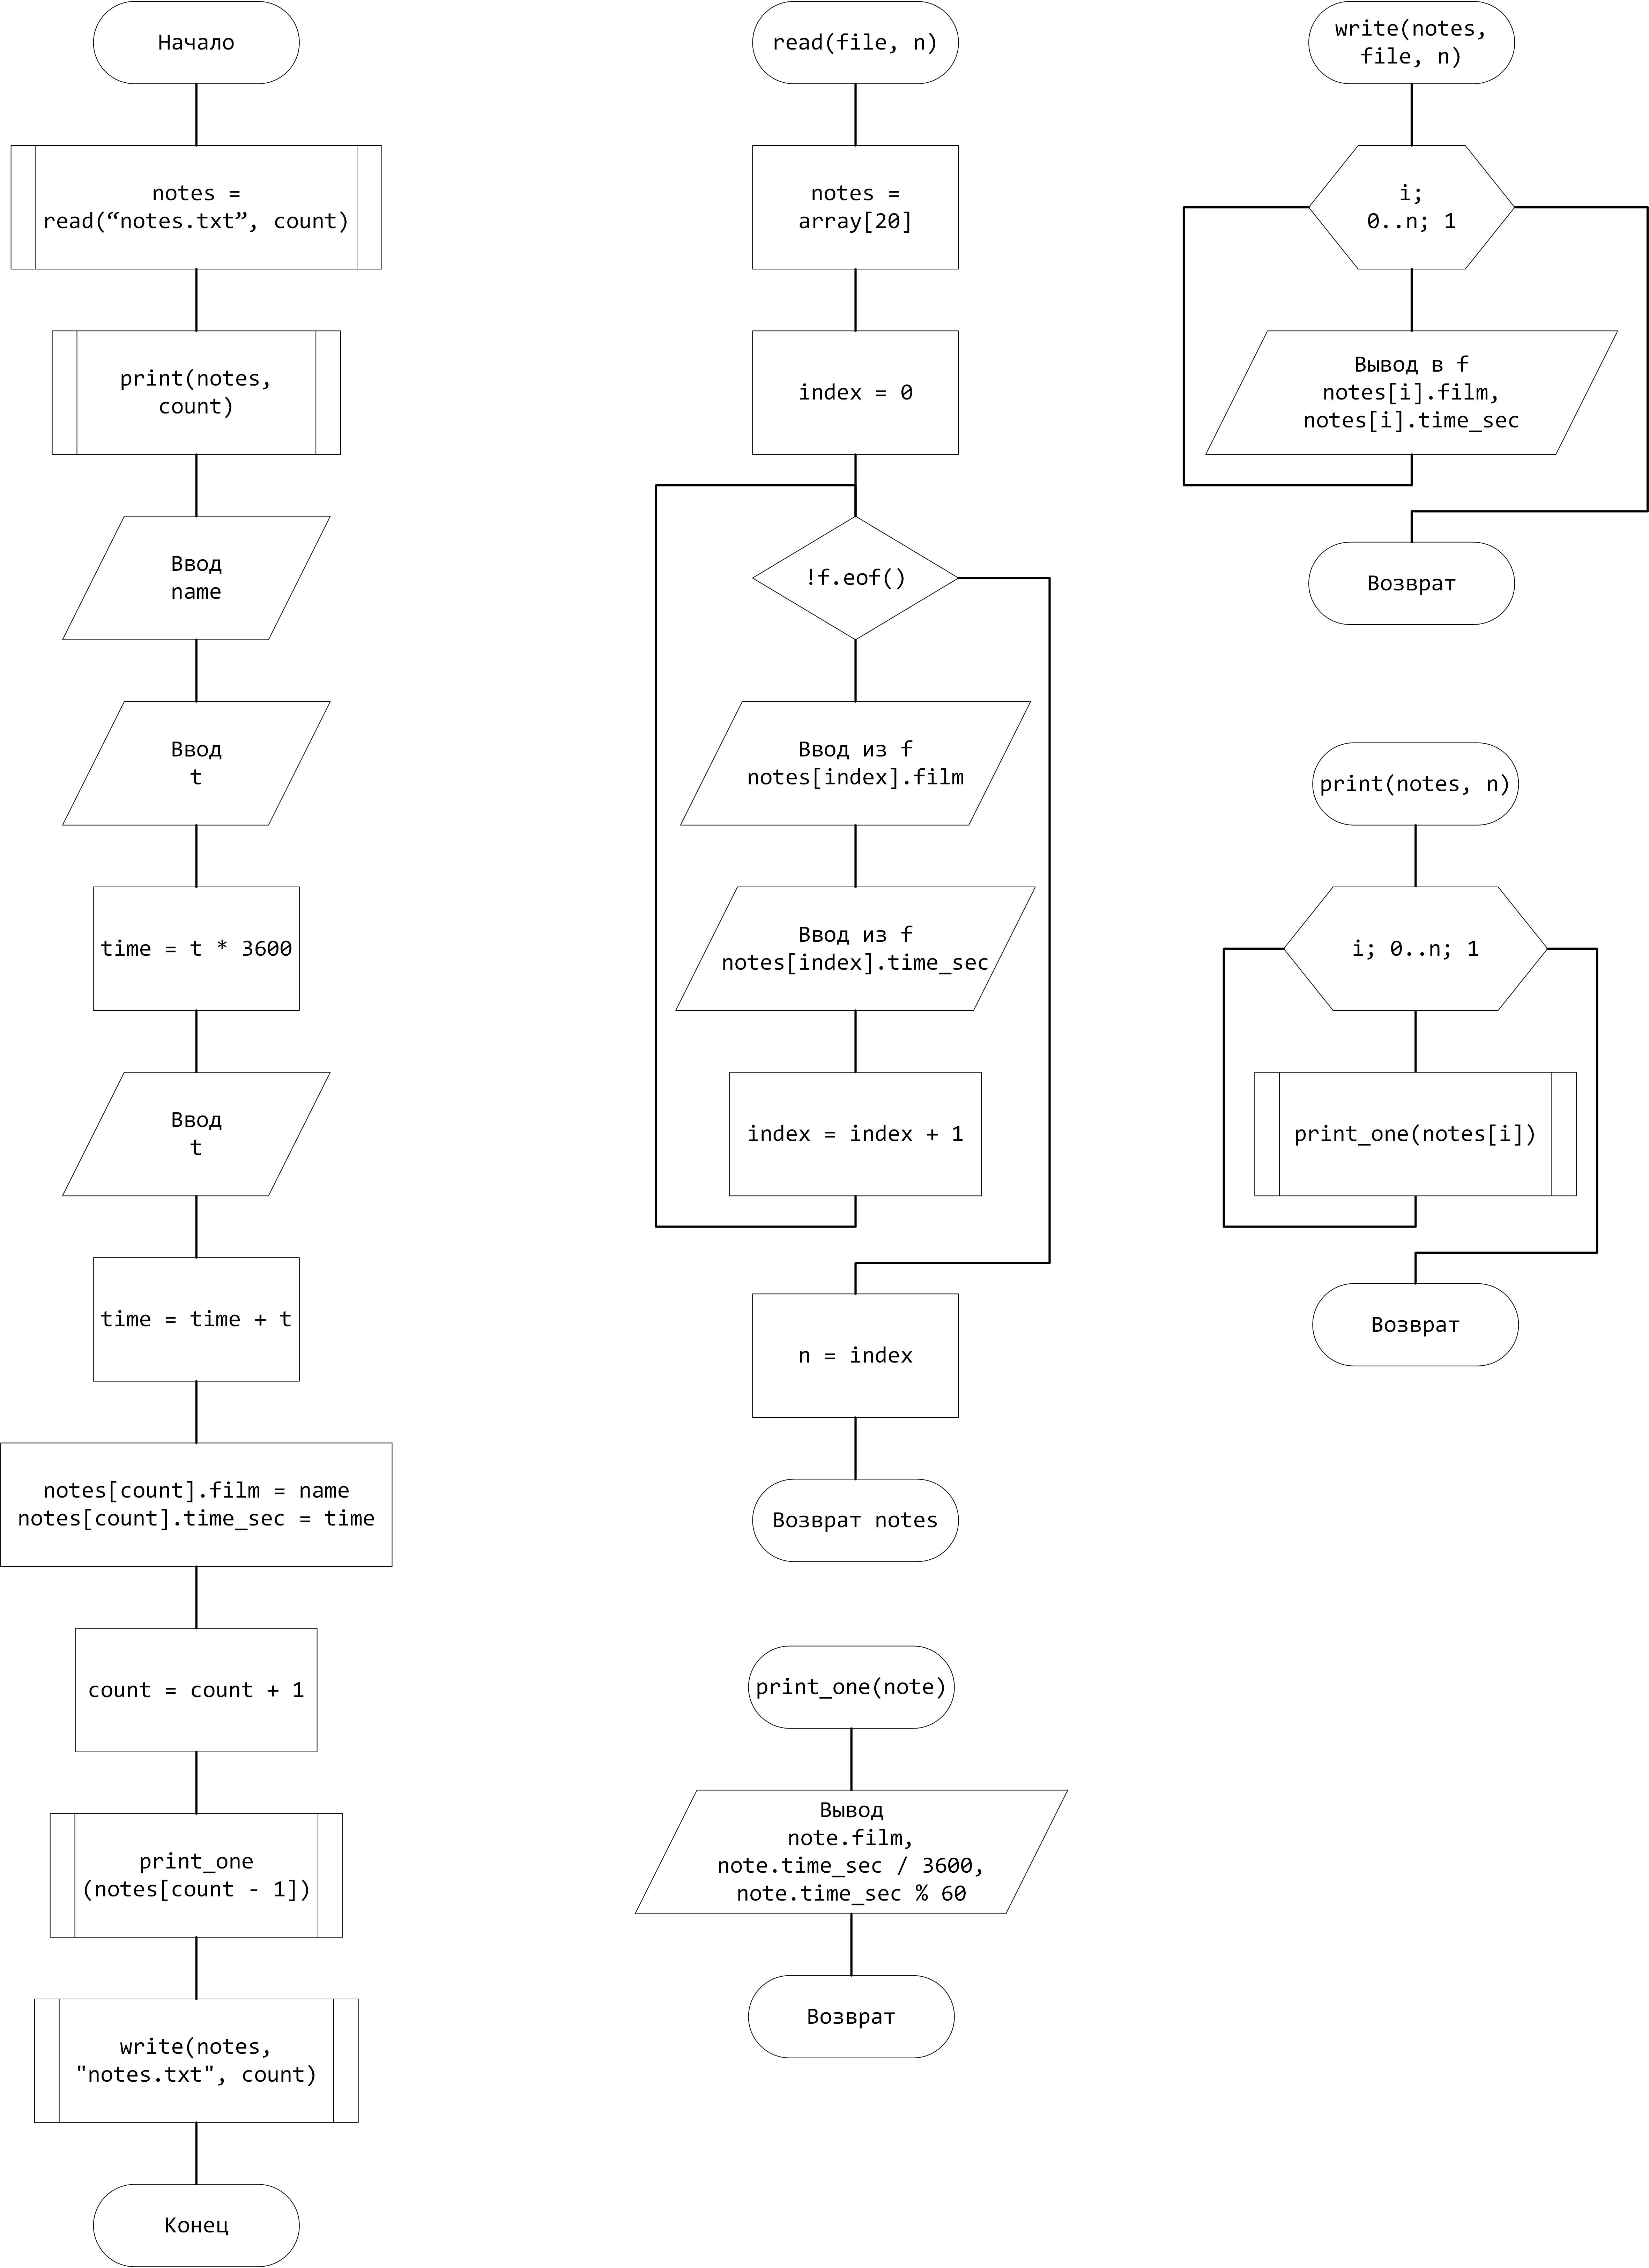 Начало
notes =
read(“notes.txt”, count)
print(notes,
count)
Ввод
name
Ввод
t
time = t * 3600
Ввод
t
time = time + t
notes[count].film = name
notes[count].time_sec = time
count = count + 1
print_one
(notes[count - 1])
write(notes,
"notes.txt", count)
Конец
read(file, n)
notes =
array[20]
index = 0
!f.eof()
Ввод из f
notes[index].film
Ввод из f
notes[index].time_sec
index = index + 1
n = index
Возврат notes
print_one(note)
Вывод
note.film,
note.time_sec / 3600,
note.time_sec % 60
Возврат
write(notes,
file, n)
i;
0..n; 1
Вывод в f
notes[i].film,
notes[i].time_sec
Возврат
print(notes, n)
i; 0..n; 1
print_one(notes[i])
Возврат